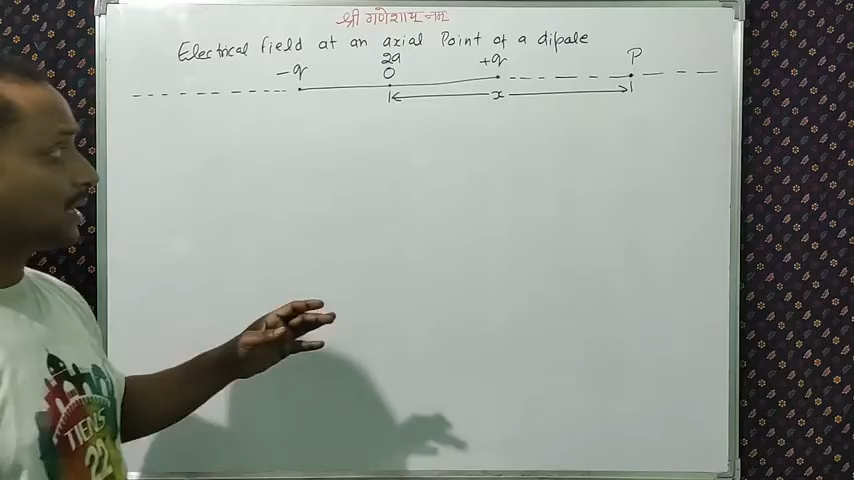 श्री गणेशाय नमः
Electrical field at an axial Point of a dipole
-q 2a +q P
O
x
TIENS
22